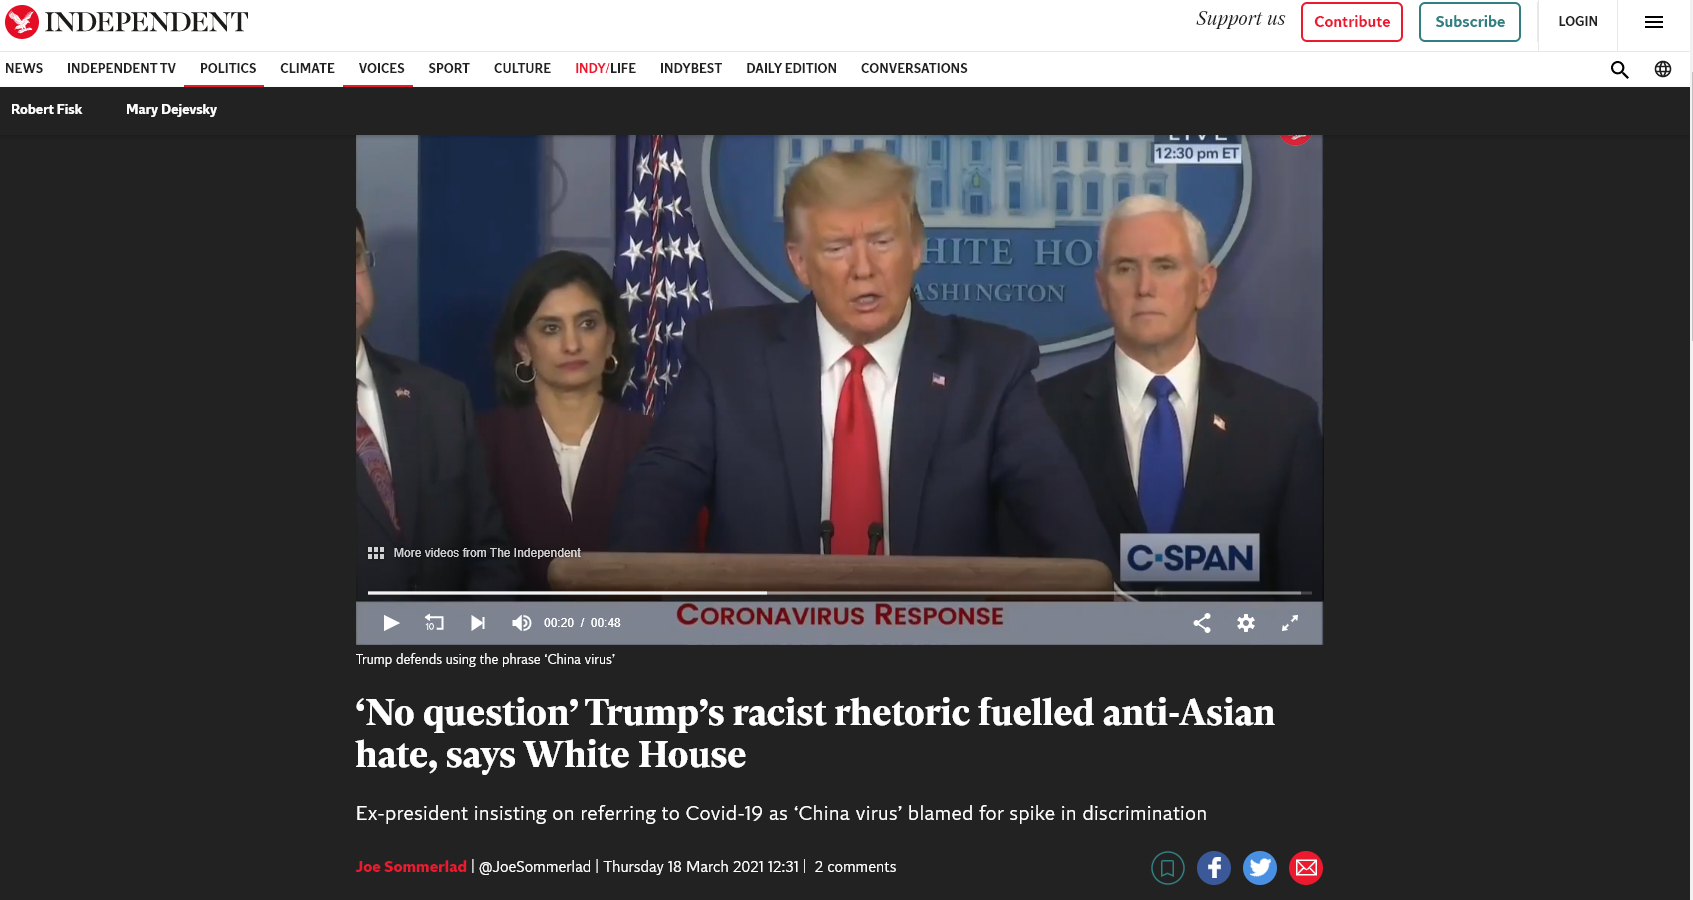 INDEPENDENT
Support us
Contribute
Subscribe
LOGIN
NEWS
INDEPENDENT TV
POLITICS
CLIMATE
VOICES
SPORT
CULTURE
INDY/LIFE
INDYBEST
DAILY EDITION
CONVERSATIONS
Robert Fisk
Mary Dejevsky
LIVE
12:30 pm ET
HITE HO
ASHINGTON
More videos from The Independent
C-SPAN
10
00:20 / 00:48
CORONAVIRUS RESPONSE
Trump defends using the phrase ‘China virus’
‘No question’ Trump’s racist rhetoric fuelled anti-Asian
hate, says White House
Ex-president insisting on referring to Covid-19 as ‘China virus’ blamed for spike in discrimination
Joe Sommerlad | @JoeSommerlad | Thursday 18 March 2021 12:31 | 2 comments